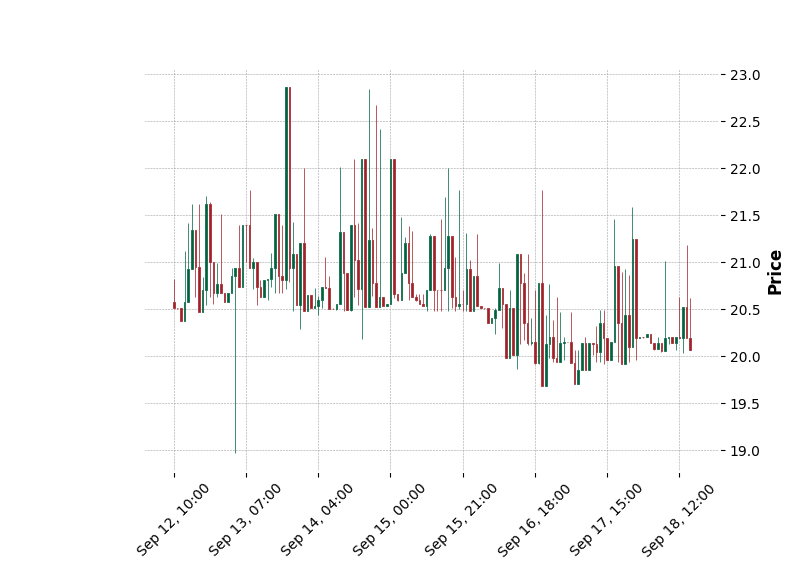 23.0
22.5
22.0
21.5
21.0
20.5
20.0
19.5
19.0
Price
Sep 12, 10:00
Sep 13, 07:00
Sep 14, 04:00
Sep 15, 00:00
Sep 15, 21:00
Sep 16, 18:00
Sep 17, 15:00
Sep 18, 12:00